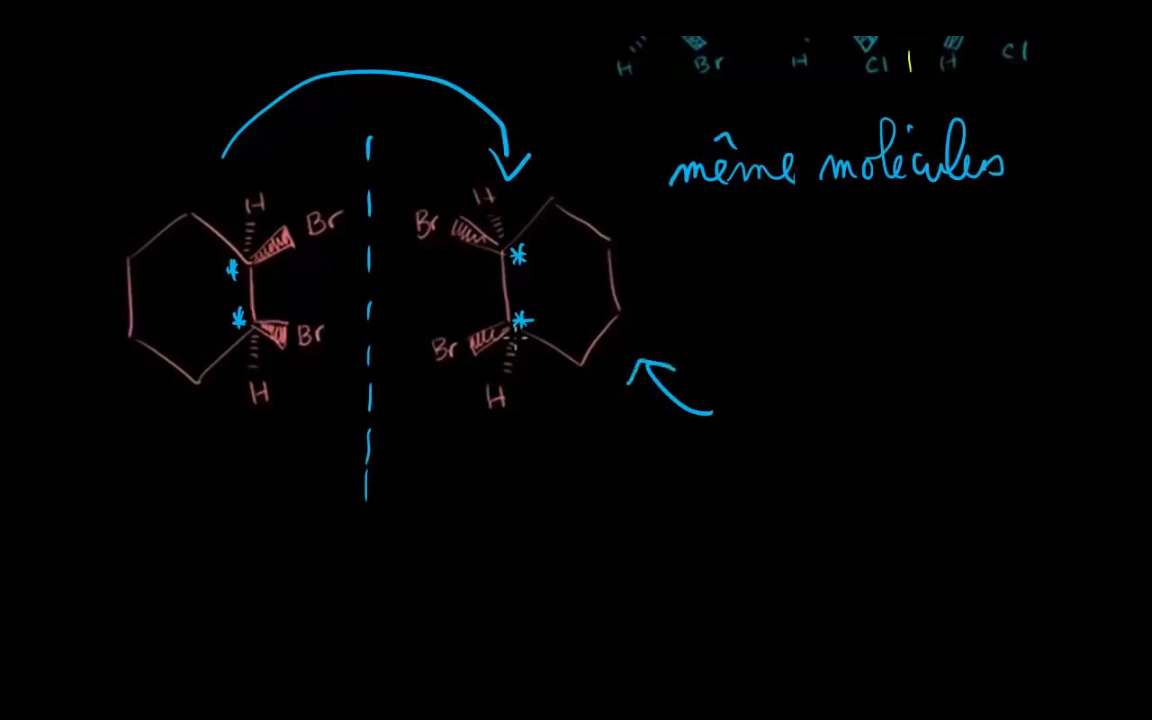 H Br H Cl | H Cl
même molécules
H Br Br H
* *
* Br Br *
H H